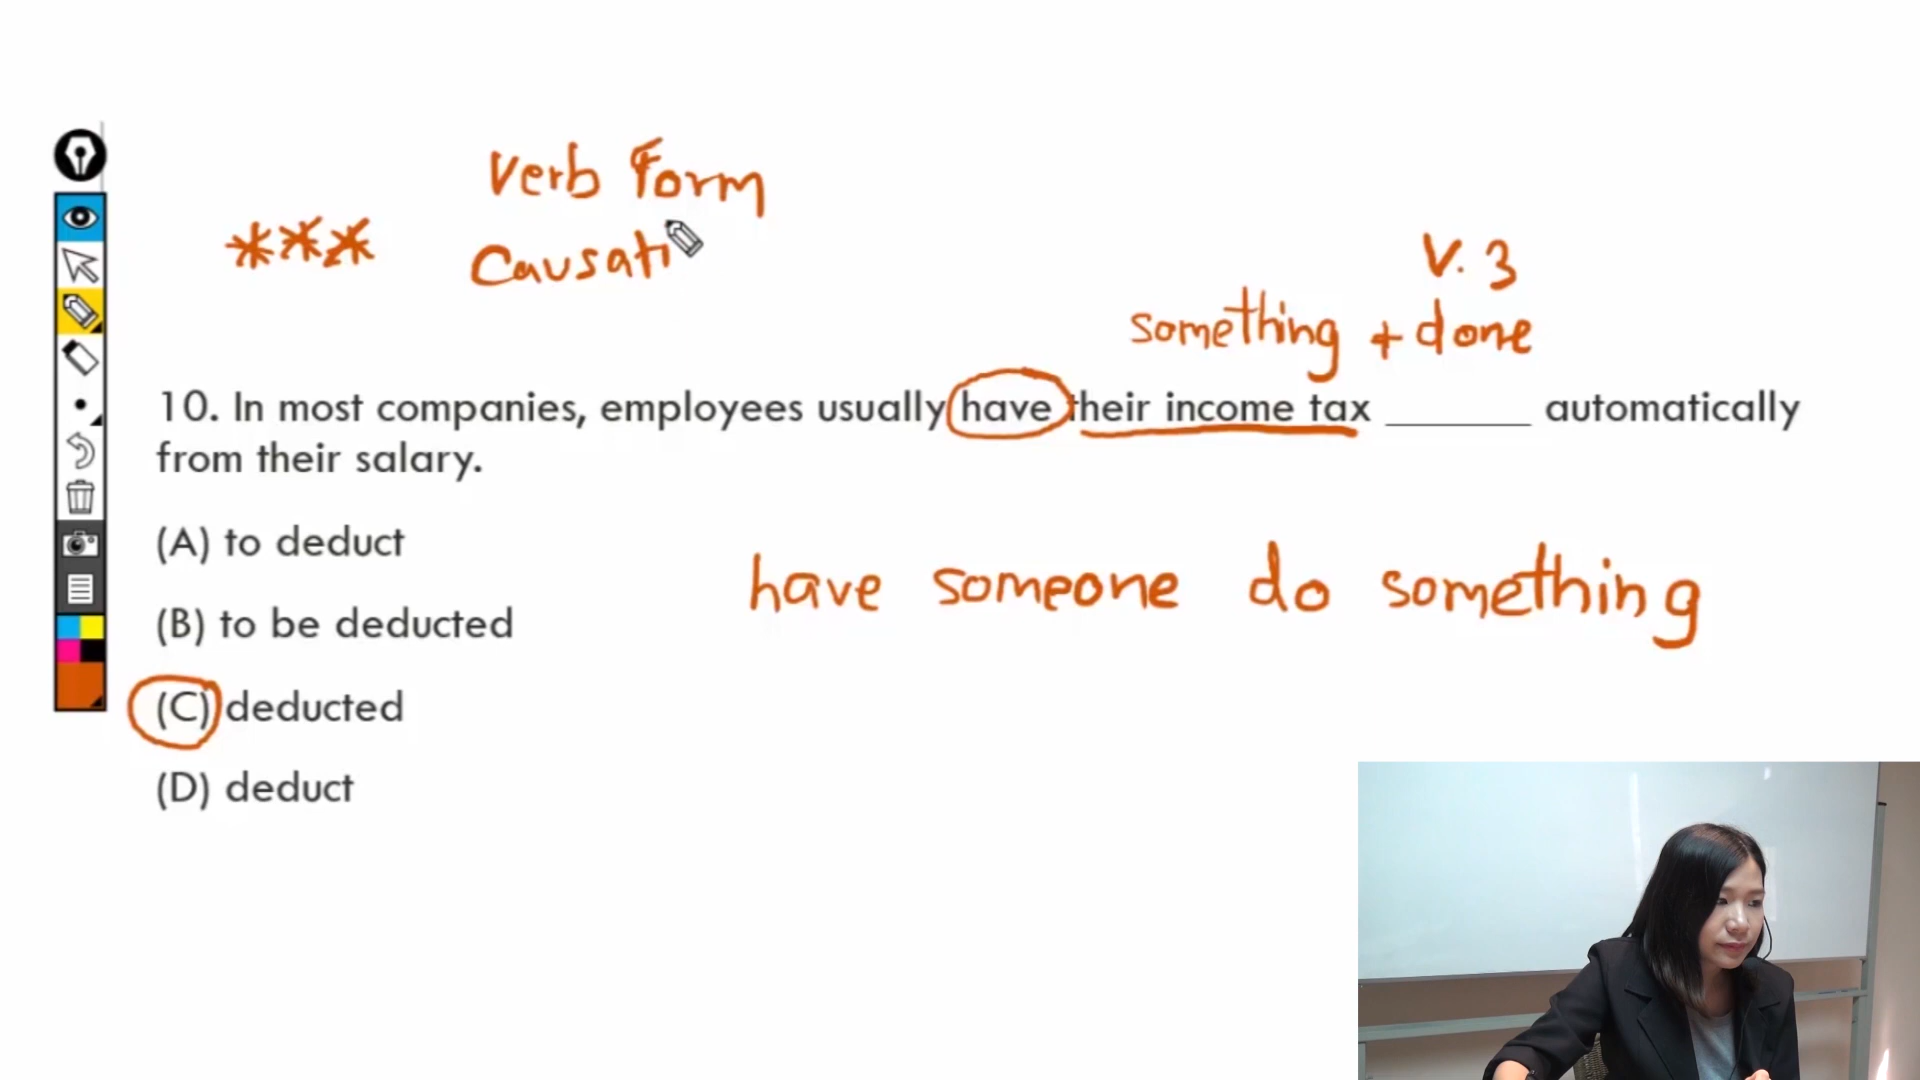 Verb Form
*** Causati
V. 3
something + done
10. In most companies, employees usually have their income tax ______ automatically
from their salary.
(A) to deduct
have someone do something
(B) to be deducted
(C) deducted
(D) deduct